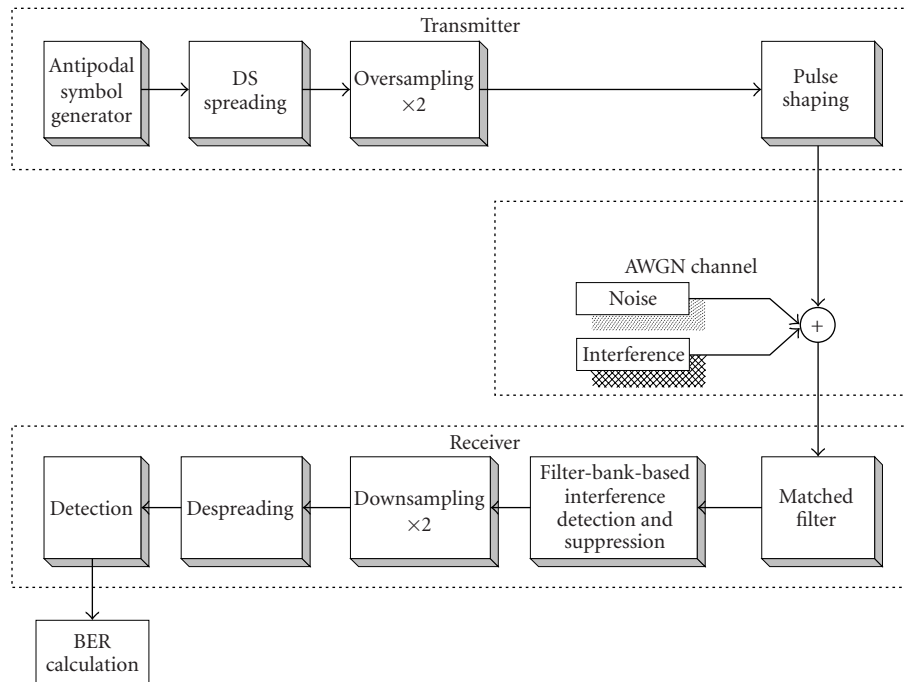 Transmitter
Antipodal
symbol
generator
DS
spreading
Oversampling
×2
Pulse
shaping
AWGN channel
Noise
+
Interference
Receiver
Detection
Despreading
Downsampling
×2
Filter-bank-based
interference
detection and
suppression
Matched
filter
BER
calculation